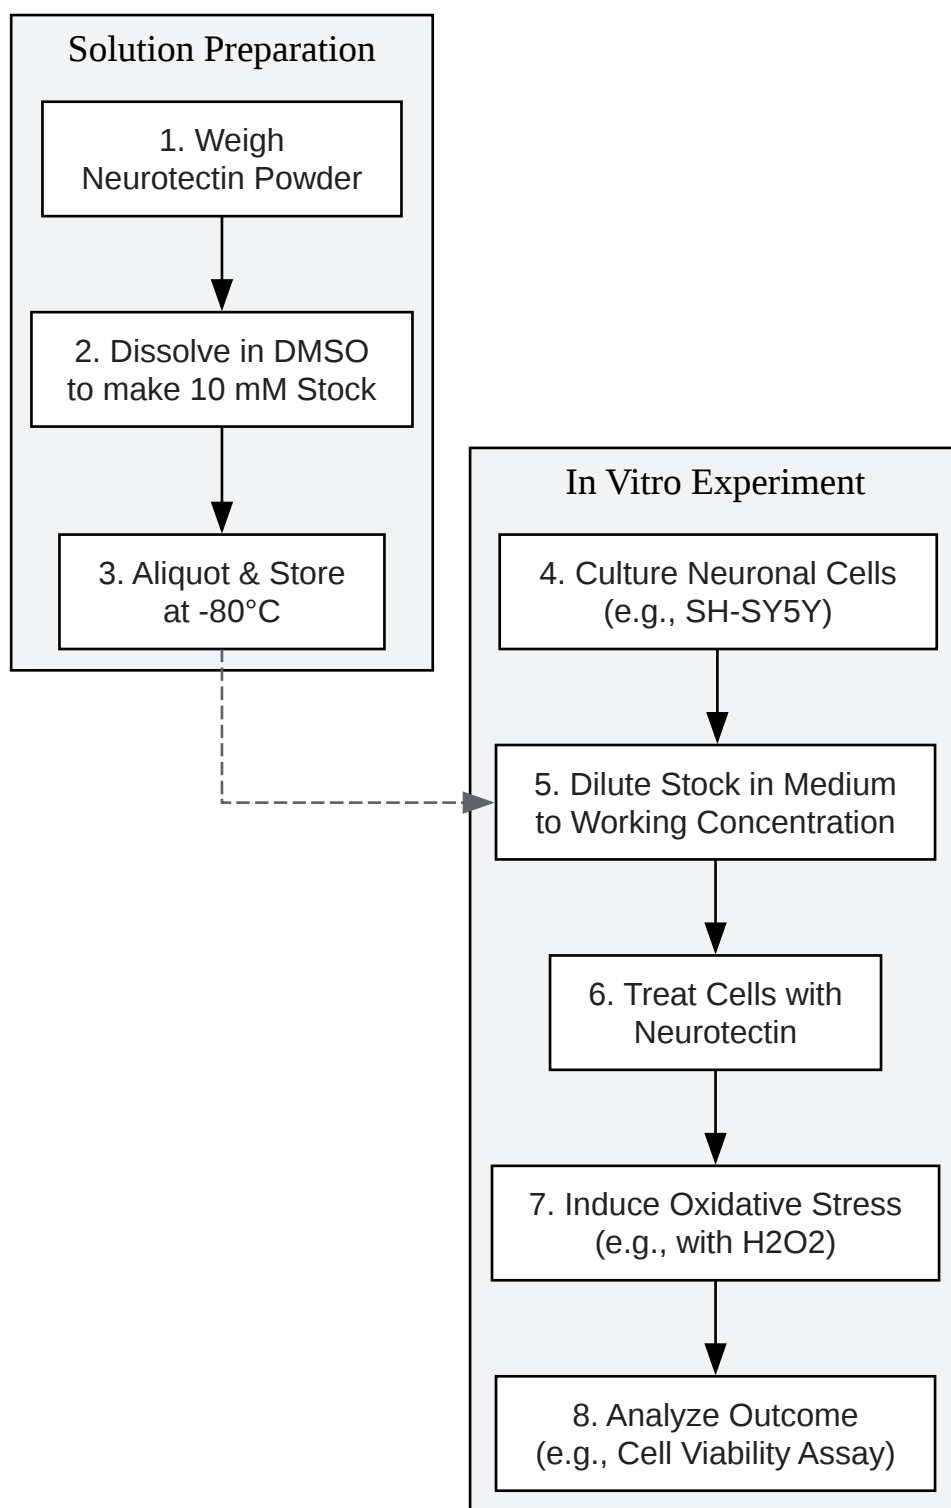 Solution Preparation
1. Weigh
Neurotectin Powder
2. Dissolve in DMSO
to make 10 mM Stock
3. Aliquot & Store
at -80°C
In Vitro Experiment
4. Culture Neuronal Cells
(e.g., SH-SY5Y)
5. Dilute Stock in Medium
to Working Concentration
6. Treat Cells with
Neurotectin
7. Induce Oxidative Stress
(e.g., with H2O2)
8. Analyze Outcome
(e.g., Cell Viability Assay)